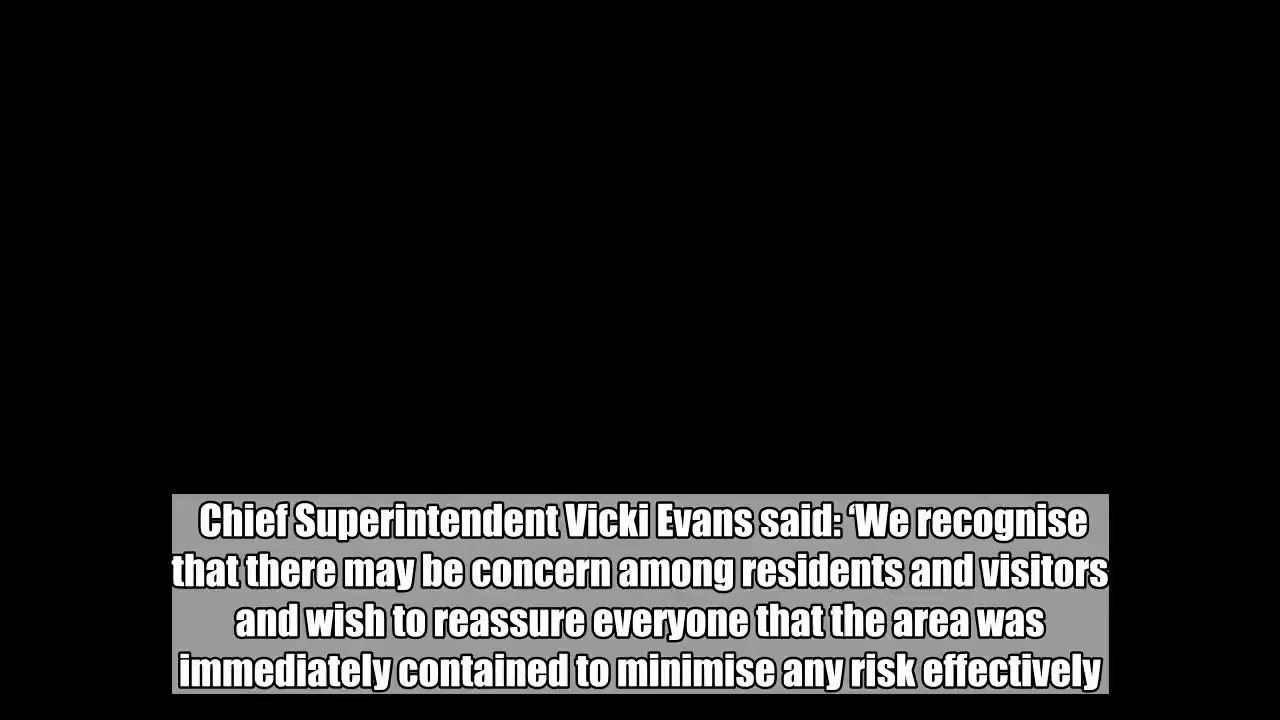 Chief Superintendent Vicki Evans said: ‘We recognise
that there may be concern among residents and visitors
and wish to reassure everyone that the area was
immediately contained to minimise any risk effectively